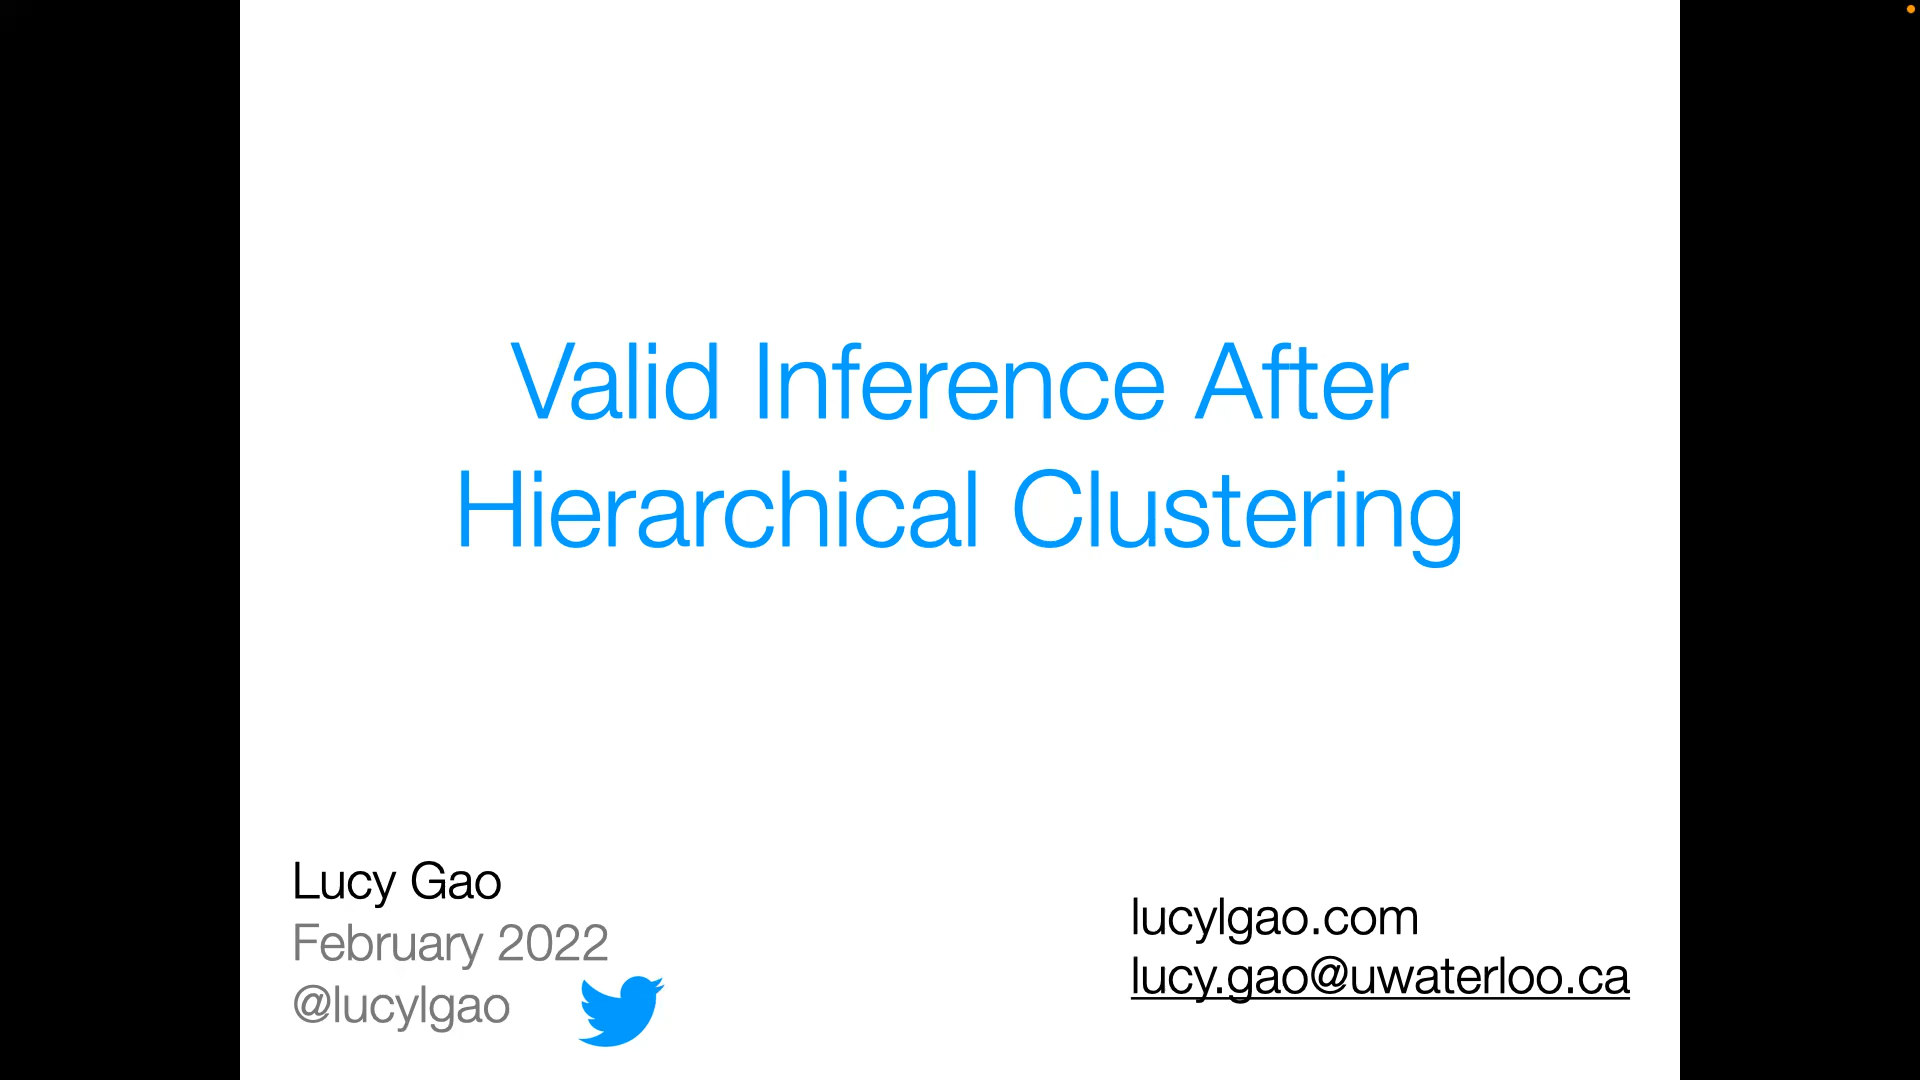 Valid Inference After
Hierarchical Clustering
Lucy Gao
February 2022
@lucylgao
lucylgao.com
lucy.gao@uwaterloo.ca